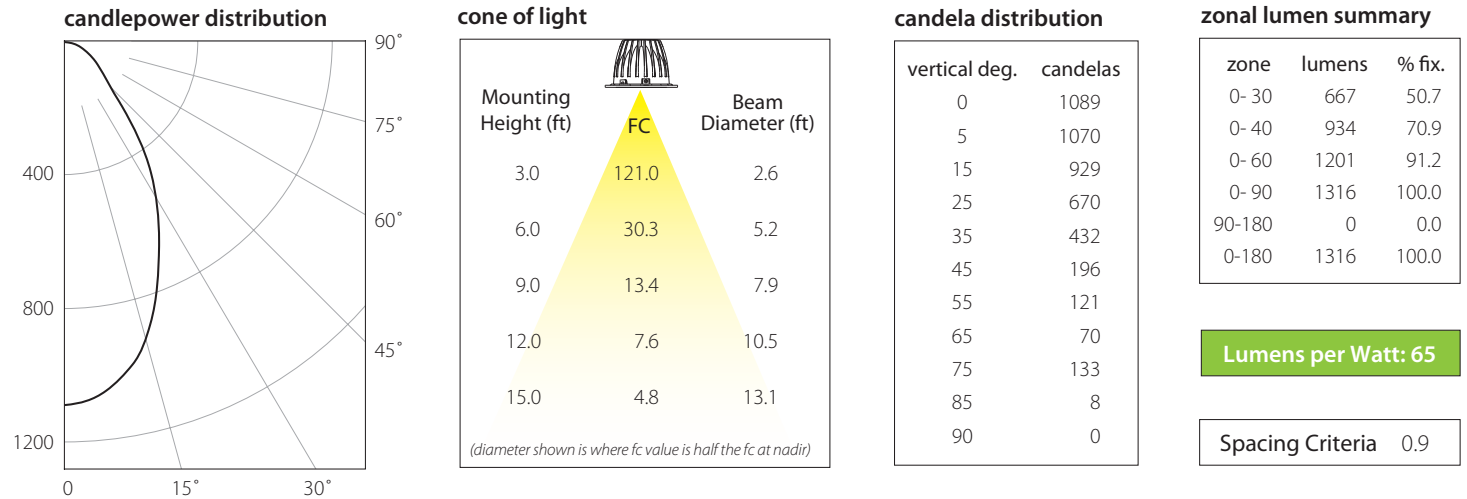 candlepower distribution
90˚
75˚
60˚
45˚
400
800
1200
0 15˚ 30˚
cone of light
Mounting
Height (ft)
FC
Beam
Diameter (ft)
3.0 121.0 2.6
6.0 30.3 5.2
9.0 13.4 7.9
12.0 7.6 10.5
15.0 4.8 13.1
(diameter shown is where fc value is half the fc at nadir)
candela distribution
vertical deg. candelas
0 1089
5 1070
15 929
25 670
35 432
45 196
55 121
65 70
75 133
85 8
90 0
zonal lumen summary
zone lumens % fix.
0- 30 667 50.7
0- 40 934 70.9
0- 60 1201 91.2
0- 90 1316 100.0
90-180 0 0.0
0-180 1316 100.0
Lumens per Watt: 65
Spacing Criteria 0.9